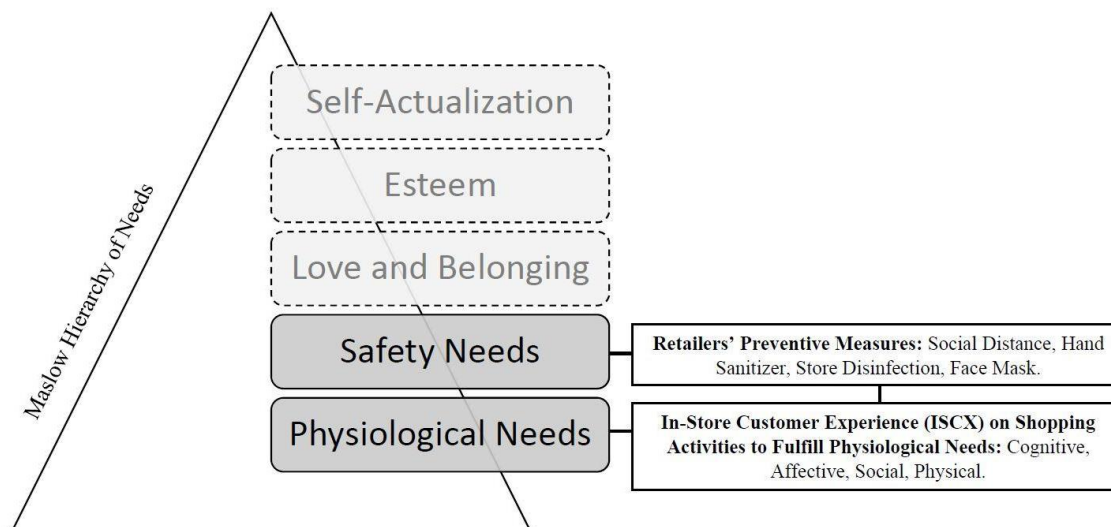 Maslow Hierarchy of Needs
Self-Actualization
Esteem
Love and Belonging
Safety Needs
Retailers’ Preventive Measures: Social Distance, Hand
Sanitizer, Store Disinfection, Face Mask.
Physiological Needs
In-Store Customer Experience (ISCX) on Shopping
Activities to Fulfill Physiological Needs: Cognitive,
Affective, Social, Physical.